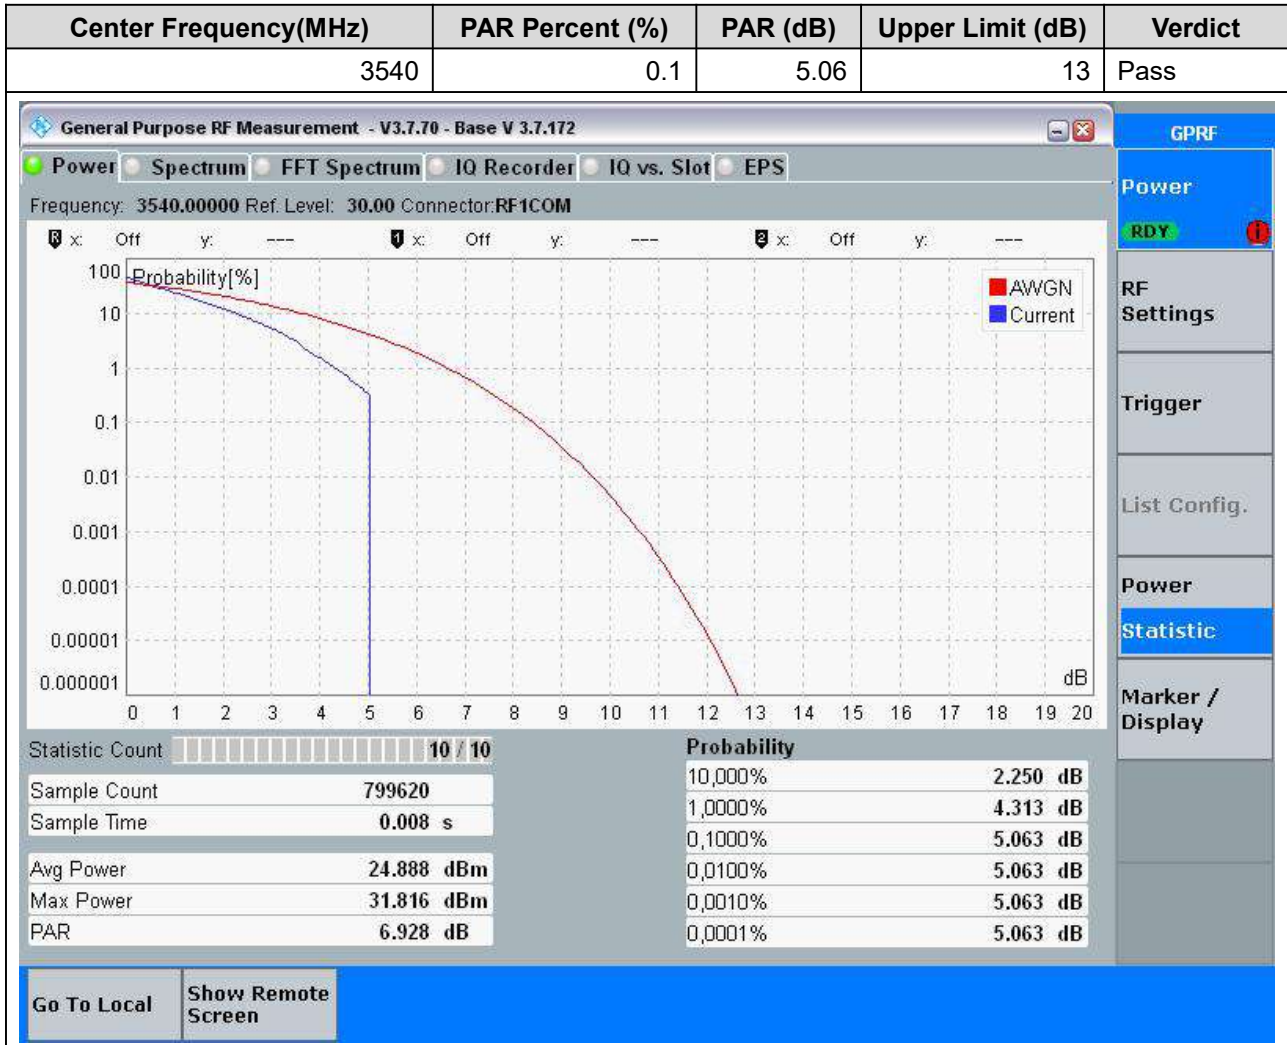 Center Frequency(MHz) PAR Percent (%) PAR (dB) Upper Limit (dB) Verdict
3540 0.1 5.06 13 Pass
General Purpose RF Measurement - V3.7.70 - Base V 3.7.172
GPRF
Power Spectrum FFT Spectrum IQ Recorder IQ vs. Slot EPS
Power
RDY
Frequency: 3540.00000 Ref. Level: 30.00 Connector:RF1COM
R x: Off y: --- 1 x: Off y: --- 2 x: Off y: ---
Probability[%]
AWGN
Current
100
10
1
0.1
0.01
0.001
0.0001
0.00001
0.000001
dB
0 1 2 3 4 5 6 7 8 9 10 11 12 13 14 15 16 17 18 19 20
RF
Settings
Trigger
List Config.
Power
Statistic
Marker /
Display
Statistic Count 10 / 10
Sample Count 799620
Sample Time 0.008 s
Avg Power 24.888 dBm
Max Power 31.816 dBm
PAR 6.928 dB
Probability
10,000% 2.250 dB
1,0000% 4.313 dB
0,1000% 5.063 dB
0,0100% 5.063 dB
0,0010% 5.063 dB
0,0001% 5.063 dB
Go To Local
Show Remote
Screen